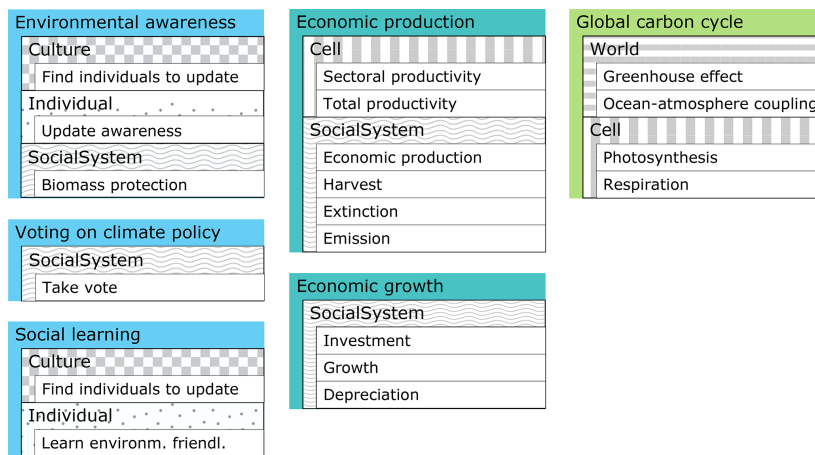 Environmental awareness
Culture
Find individuals to update
Individual
Update awareness
SocialSystem
Biomass protection
Voting on climate policy
SocialSystem
Take vote
Social learning
Culture
Find individuals to update
Individual
Learn environm. friendl.
Economic production
Cell
Sectoral productivity
Total productivity
SocialSystem
Economic production
Harvest
Extinction
Emission
Economic growth
SocialSystem
Investment
Growth
Depreciation
Global carbon cycle
World
Greenhouse effect
Ocean-atmosphere coupling
Cell
Photosynthesis
Respiration